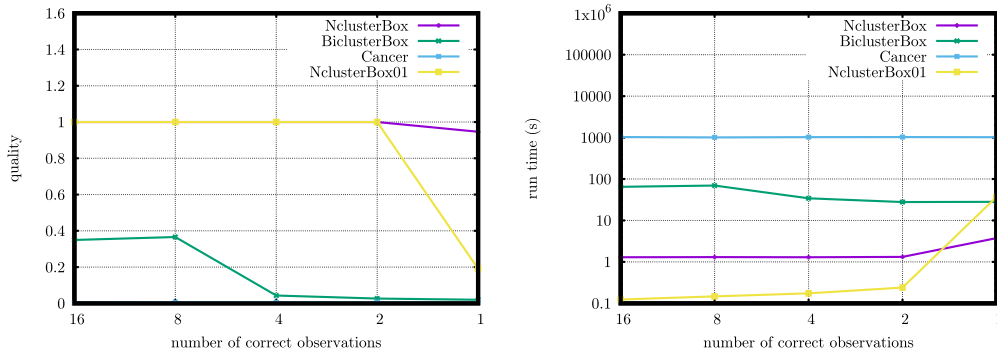 quality
1.6
1.4
1.2
1
0.8
0.6
0.4
0.2
0
NclusterBox
BiclusterBox
Cancer
NclusterBox01
16 8 4 2 1
number of correct observations
run time (s)
1x10^6
100000
10000
1000
100
10
1
0.1
NclusterBox
BiclusterBox
Cancer
NclusterBox01
16 8 4 2 1
number of correct observations